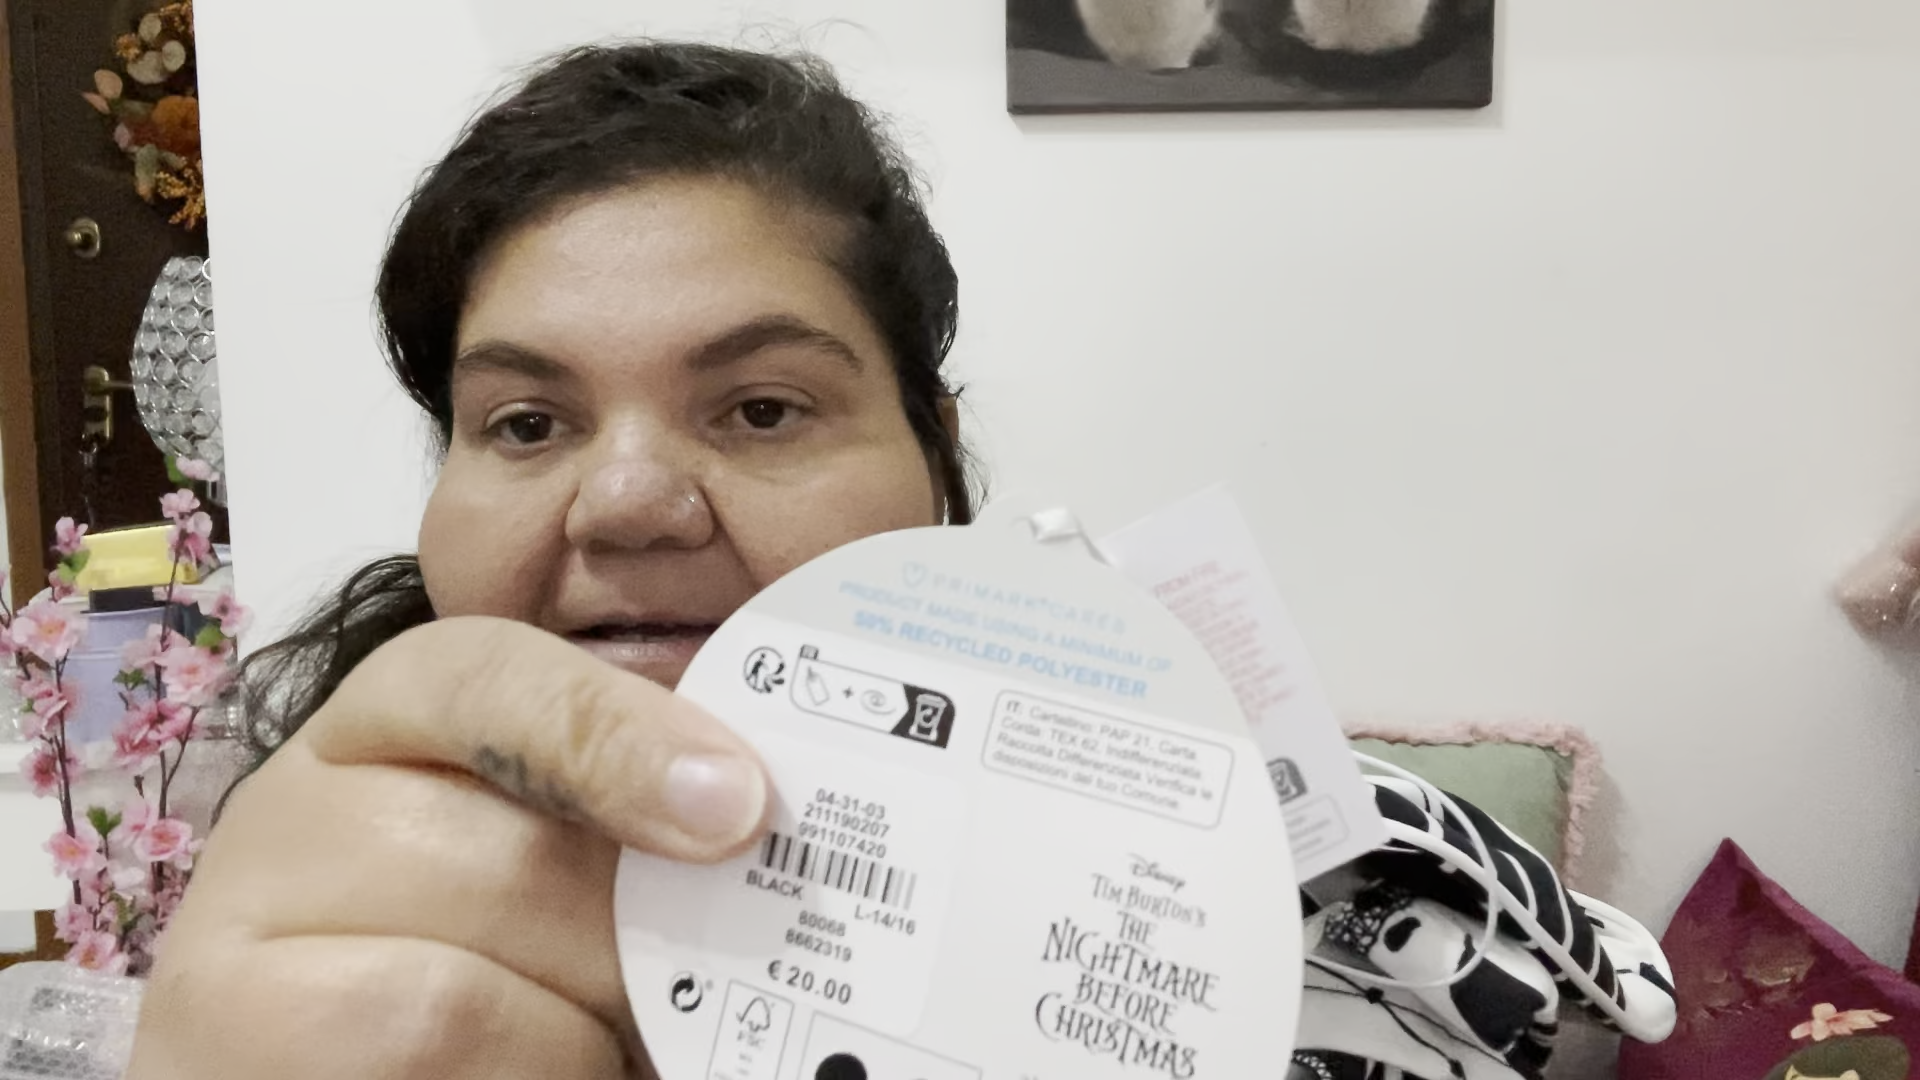 PRIMARK CARES
PRODUCT MADE USING A MINIMUM OF
50% RECYCLED POLYESTER
IT: Cartellino: PAP 21, Carta
Corda: TEX 62, Indifferenziata
Raccolta Differenziata Verifica le
disposizioni del tuo Comune.
04-31-03
211190207
991107420
BLACK
L-14/16
80068
8662319
€ 20.00
FSC
Disney
TIM BURTON'S
THE
NIGHTMARE
BEFORE
CHRISTMAS